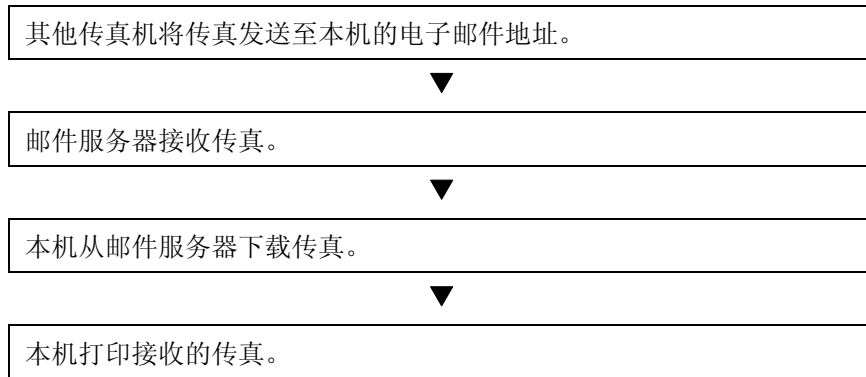 其他传真机将传真发送至本机的电子邮件地址。
邮件服务器接收传真。
本机从邮件服务器下载传真。
本机打印接收的传真。